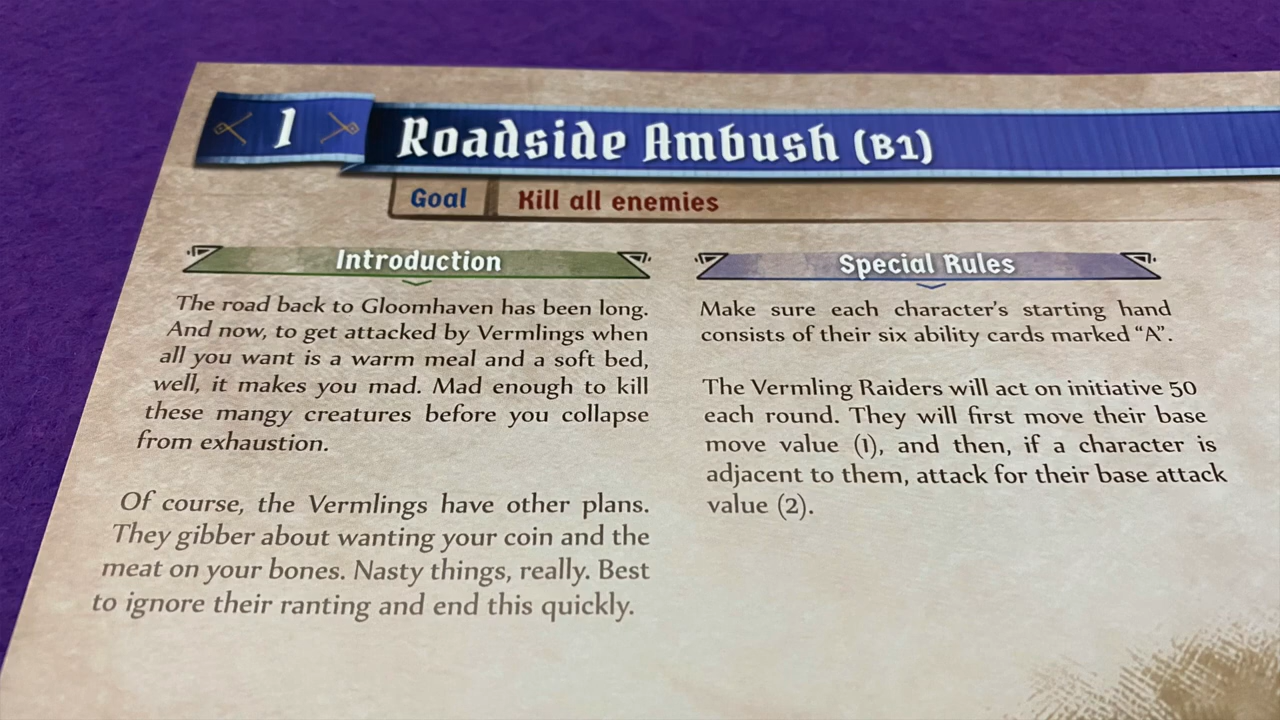 1
Roadside Ambush (B1)
Goal
Kill all enemies
Introduction
The road back to Gloomhaven has been long.
And now, to get attacked by Vermlings when
all you want is a warm meal and a soft bed,
well, it makes you mad. Mad enough to kill
these mangy creatures before you collapse
from exhaustion.
Of course, the Vermlings have other plans.
They gibber about wanting your coin and the
meat on your bones. Nasty things, really. Best
to ignore their ranting and end this quickly.
Special Rules
Make sure each character's starting hand
consists of their six ability cards marked “A”.
The Vermling Raiders will act on initiative 50
each round. They will first move their base
move value (1), and then, if a character is
adjacent to them, attack for their base attack
value (2).